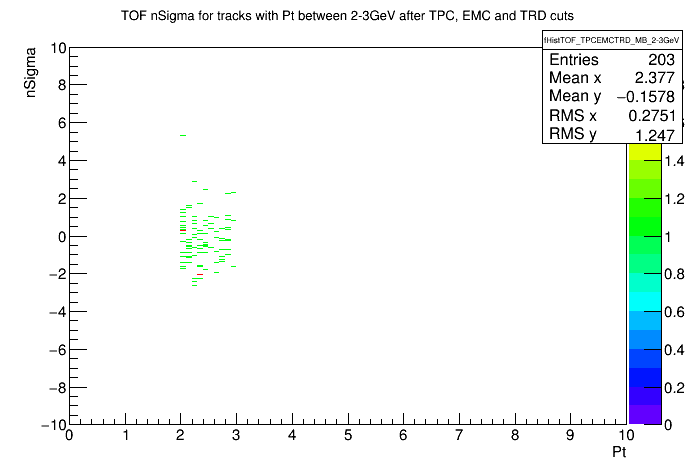 TOF nSigma for tracks with Pt between 2-3GeV after TPC, EMC and TRD cuts
fHistTOF_TPCEMCTRD_MB_2-3GeV
Entries 203
Mean x 2.377
Mean y −0.1578
RMS x 0.2751
RMS y 1.247
nSigma
10
8
6
4
2
0
−2
−4
−6
−8
−10
0 1 2 3 4 5 6 7 8 9 10
Pt
1.4
1.2
1
0.8
0.6
0.4
0.2
0